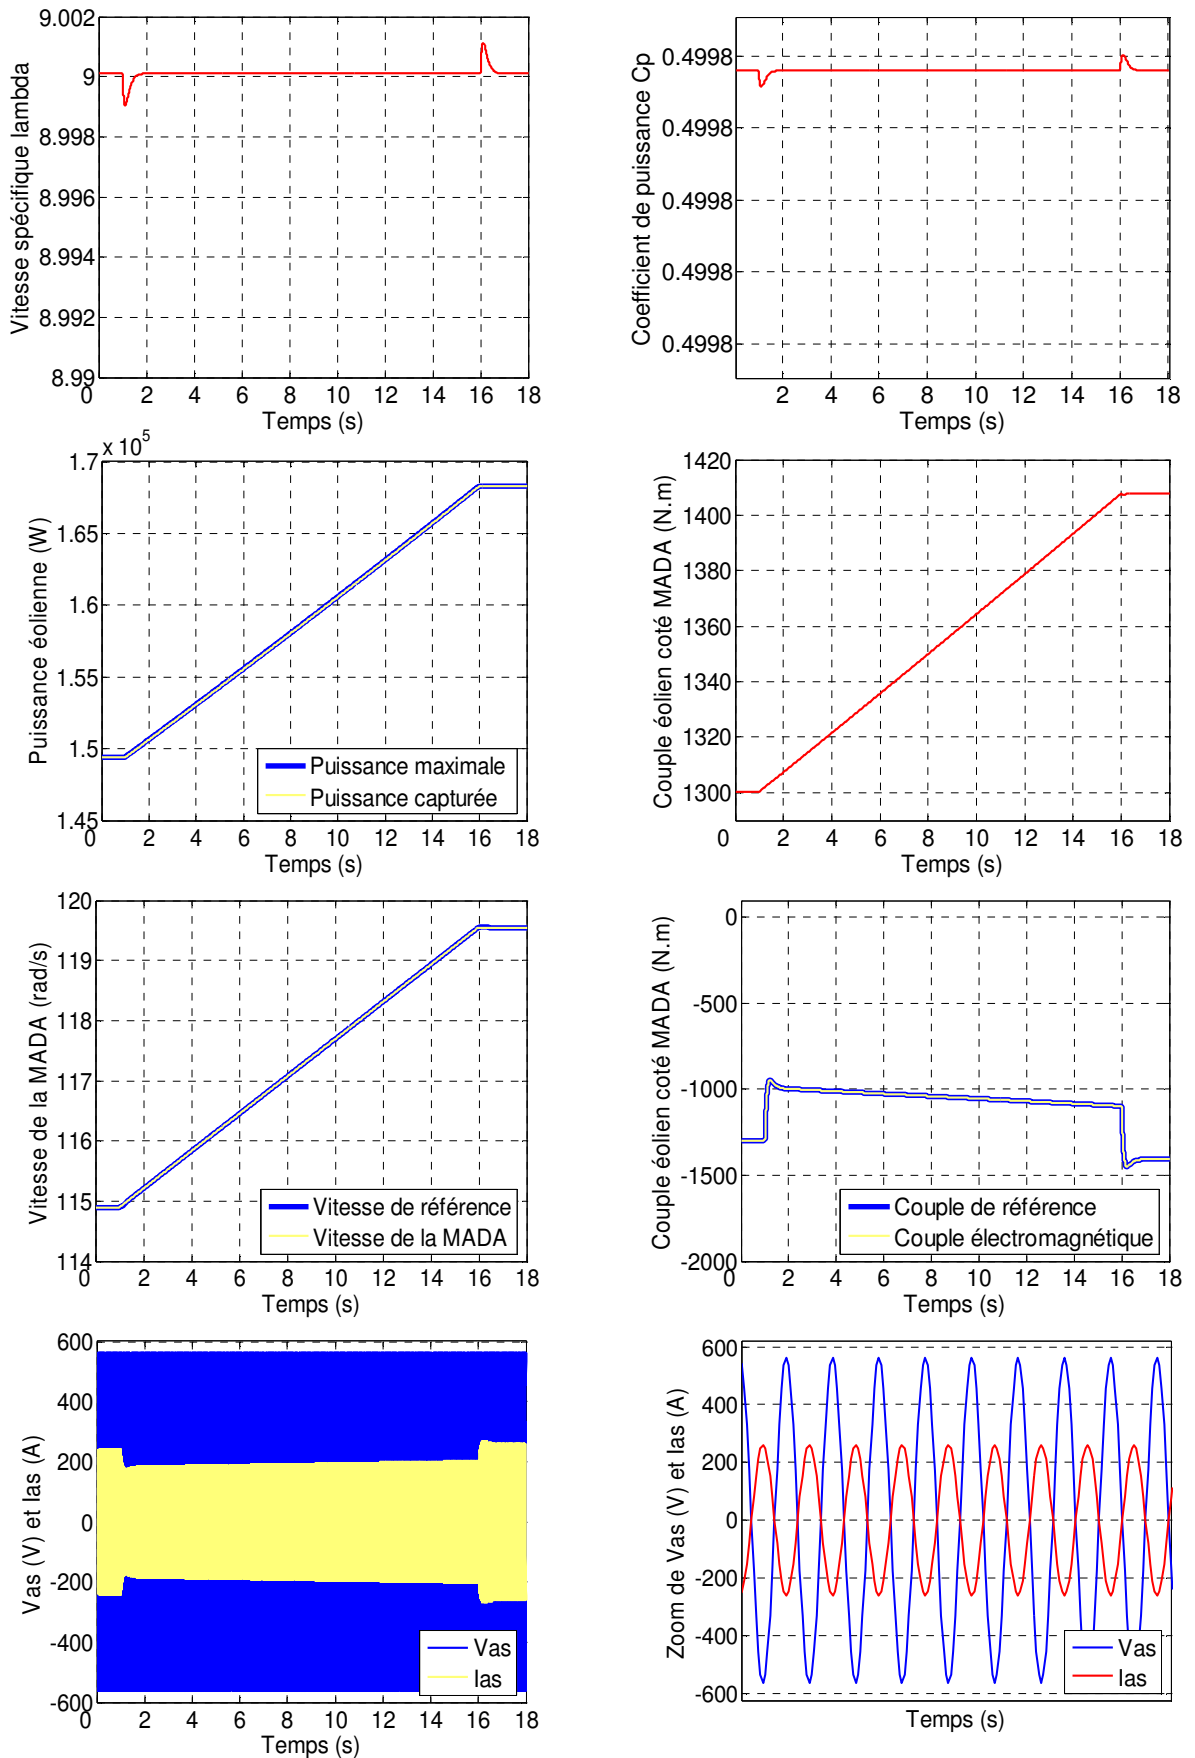 Vitesse spécifique lambda
9.002
9
8.998
8.996
8.994
8.992
8.99
0 2 4 6 8 10 12 14 16 18
Temps (s)
Coefficient de puissance Cp
0.4998
0.4998
0.4998
0.4998
0.4998
2 4 6 8 10 12 14 16 18
Temps (s)
Puissance éolienne (W)
x 10^5
1.7
1.65
1.6
1.55
1.5
1.45
Puissance maximale
Puissance capturée
0 2 4 6 8 10 12 14 16 18
Temps (s)
Couple éolien coté MADA (N.m)
1420
1400
1380
1360
1340
1320
1300
0 2 4 6 8 10 12 14 16 18
Temps (s)
Vitesse de la MADA (rad/s)
120
119
118
117
116
115
114
Vitesse de référence
Vitesse de la MADA
0 2 4 6 8 10 12 14 16 18
Temps (s)
Couple éolien coté MADA (N.m)
0
-500
-1000
-1500
-2000
Couple de référence
Couple électromagnétique
0 2 4 6 8 10 12 14 16 18
Temps (s)
Vas (V) et Ias (A)
600
400
200
0
-200
-400
-600
Vas
Ias
0 2 4 6 8 10 12 14 16 18
Temps (s)
Zoom de Vas (V) et Ias (A)
600
400
200
0
-200
-400
-600
Vas
Ias
Temps (s)